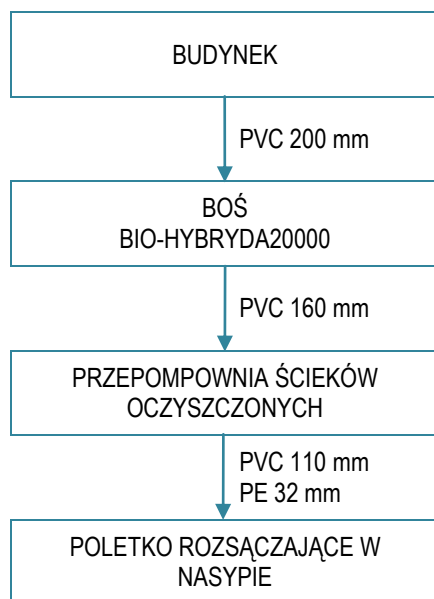 BUDYNEK
PVC 200 mm
BOŚ
BIO-HYBRYDA20000
PVC 160 mm
PRZEPOMPOWNIA ŚCIEKÓW
OCZYSZCZONYCH
PVC 110 mm
PE 32 mm
POLETKO ROZSĄCZAJĄCE W
NASYPIE